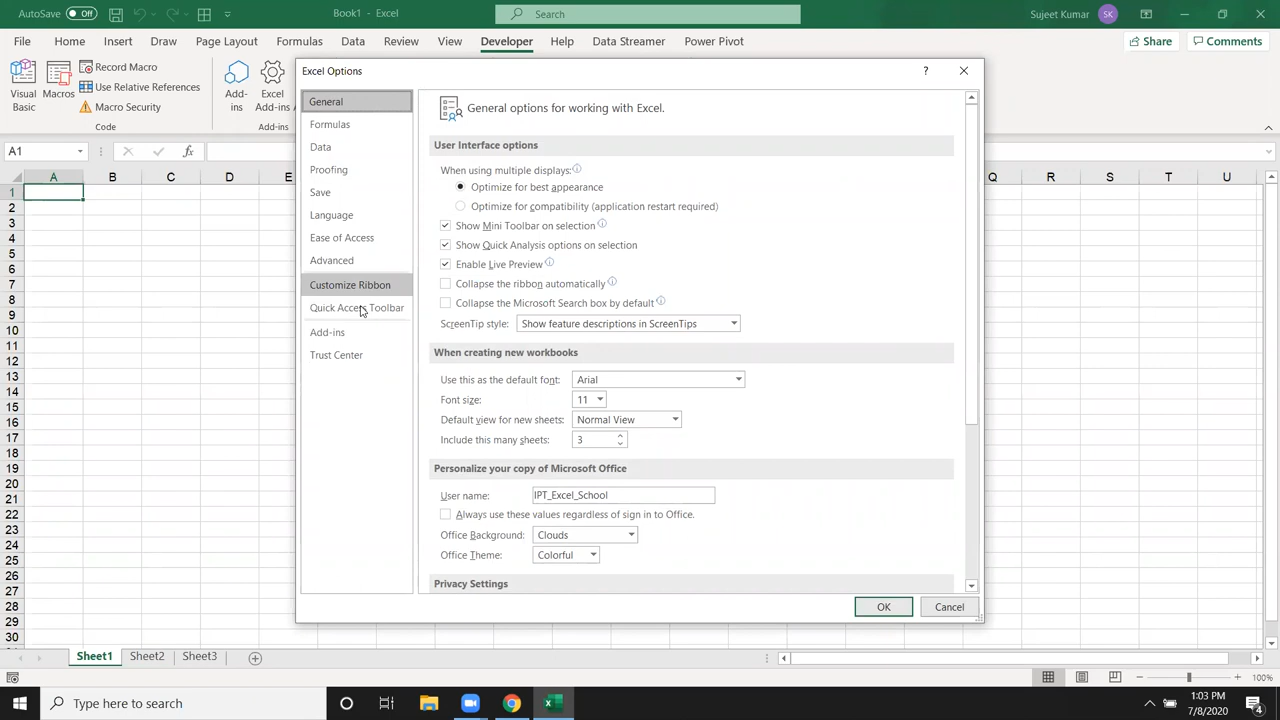 AutoSave Off Book1 - Excel Search Sujeet Kumar SK
File Home Insert Draw Page Layout Formulas Data Review View Developer Help Data Streamer Power Pivot Share Comments
Visual Basic
Macros
Record Macro
Use Relative References
Macro Security
Code
Add-ins
Excel Add-ins
Add-ins
A1 fx
A B C D E Q R S T U
1
2
3
4
5
6
7
8
9
10
11
12
13
14
15
16
17
18
19
20
21
22
23
24
25
26
27
28
29
30
Excel Options ?
General
Formulas
Data
Proofing
Save
Language
Ease of Access
Advanced
Customize Ribbon
Quick Access Toolbar
Add-ins
Trust Center
General options for working with Excel.
User Interface options
When using multiple displays:
Optimize for best appearance
Optimize for compatibility (application restart required)
Show Mini Toolbar on selection
Show Quick Analysis options on selection
Enable Live Preview
Collapse the ribbon automatically
Collapse the Microsoft Search box by default
ScreenTip style: Show feature descriptions in ScreenTips
When creating new workbooks
Use this as the default font: Arial
Font size: 11
Default view for new sheets: Normal View
Include this many sheets: 3
Personalize your copy of Microsoft Office
User name: IPT_Excel_School
Always use these values regardless of sign in to Office.
Office Background: Clouds
Office Theme: Colorful
Privacy Settings
OK Cancel
Sheet1 Sheet2 Sheet3
100%
Type here to search
1:03 PM
7/8/2020
4